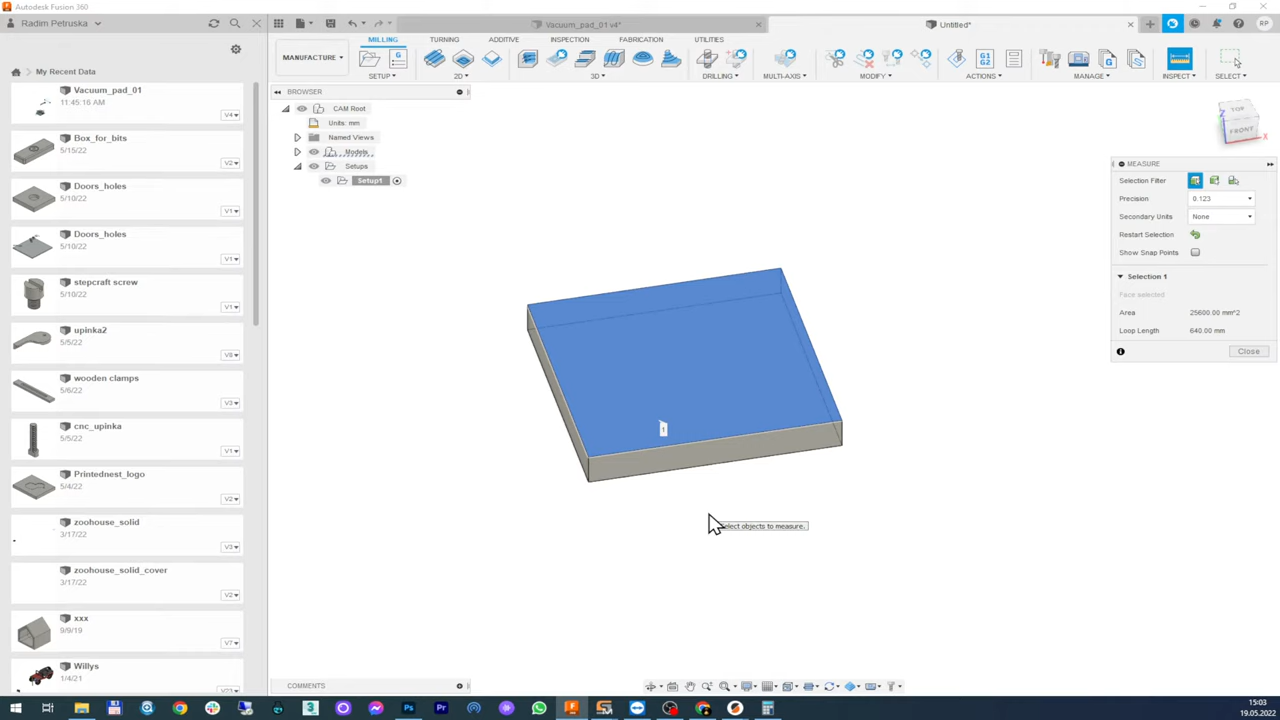 Autodesk Fusion 360
Radim Petruska
Vacuum_pad_01 v4*
Untitled*
RP
My Recent Data
Vacuum_pad_01
11:45:16 AM
V4
Box_for_bits
5/15/22
V2
Doors_holes
5/10/22
V1
Doors_holes
5/10/22
V1
stepcraft screw
5/10/22
V1
upinka2
5/5/22
V8
wooden clamps
5/6/22
V3
cnc_upinka
5/5/22
V2
Printednest_logo
5/4/22
V2
zoohouse_solid
3/17/22
V3
zoohouse_solid_cover
3/17/22
V2
xxx
9/9/19
V7
Willys
1/4/21
MANUFACTURE
MILLING
TURNING
ADDITIVE
INSPECTION
FABRICATION
UTILITIES
SETUP
2D
3D
DRILLING
MULTI-AXIS
MODIFY
ACTIONS
MANAGE
INSPECT
SELECT
G
G1
G2
BROWSER
CAM Root
Units: mm
Named Views
Models
Setups
Setup1
TOP
FRONT
Z
X
MEASURE
Selection Filter
Precision 0.123
Secondary Units None
Restart Selection
Show Snap Points
Selection 1
Face selected
Area 25600.00 mm^2
Loop Length 640.00 mm
Close
1
Select objects to measure.
COMMENTS
15:03
19.05.2022